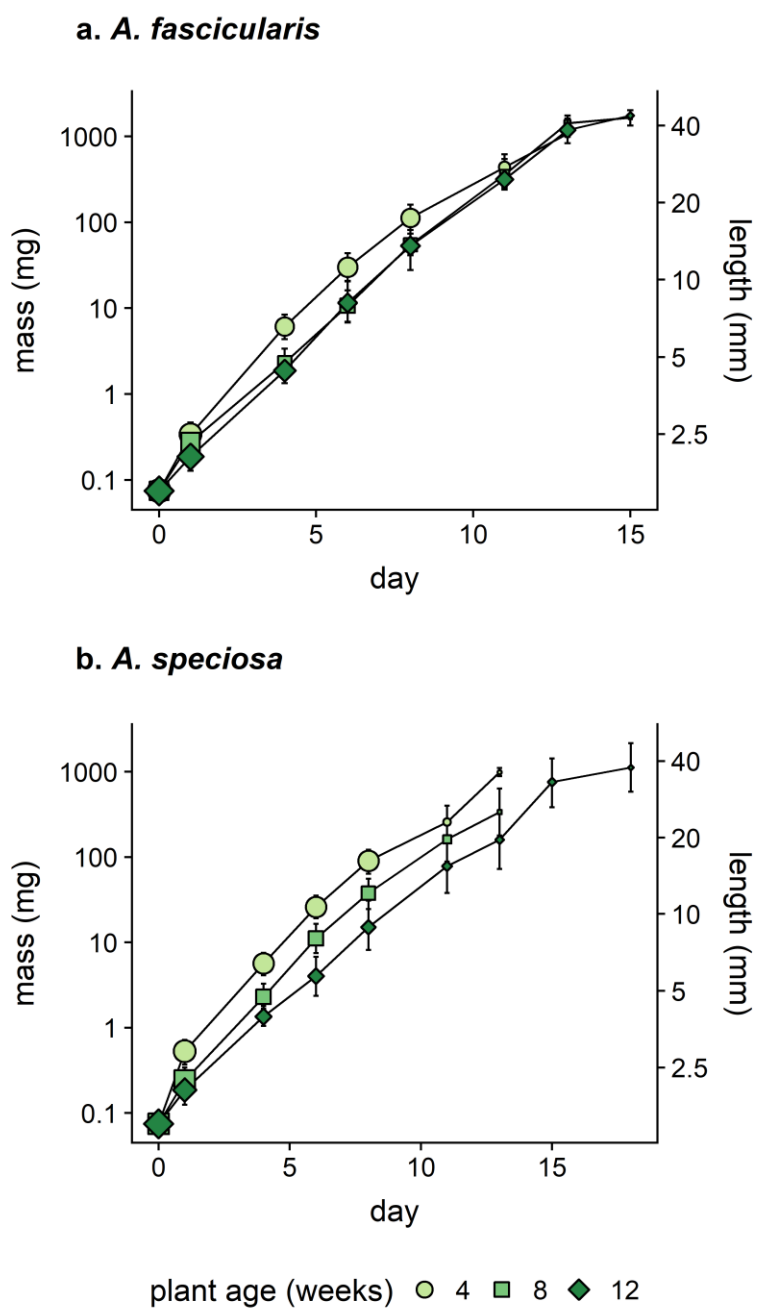 a. A. fascicularis
mass (mg)
1000
100
10
1
0.1
length (mm)
40
20
10
5
2.5
0 5 10 15
day
b. A. speciosa
mass (mg)
1000
100
10
1
0.1
length (mm)
40
20
10
5
2.5
0 5 10 15
day
plant age (weeks) 4 8 12